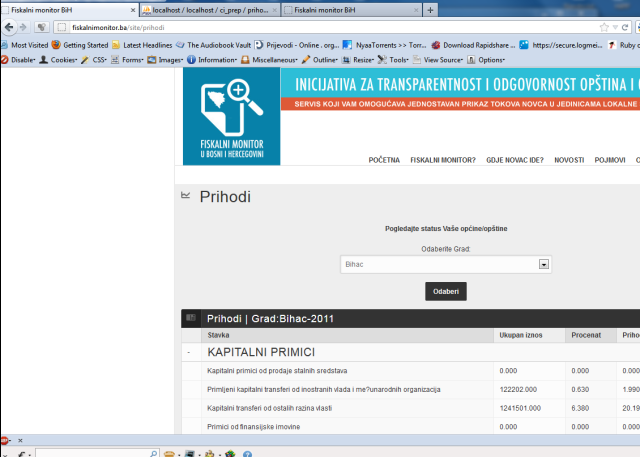 Fiskalni monitor BiH × localhost / localhost / ci_prep / priho... × Fiskalni monitor BiH × +
fiskalnimonitor.ba/site/prihodi
Most Visited Getting Started Latest Headlines The Audiobook Vault Prijevodi - Online , org... NyaaTorrents >> Torr... Download Rapidshare ... https://secure.logmei... Ruby
Disable Cookies CSS Forms Images Information Miscellaneous Outline Resize Tools View Source Options
FISKALNI MONITOR
U BOSNI I HERCEGOVINI
INICIJATIVA ZA TRANSPARENTNOST I ODGOVORNOST OPŠTINA I
SERVIS KOJI VAM OMOGUĆAVA JEDNOSTAVAN PRIKAZ TOKOVA NOVCA U JEDINICAMA LOKALNE
POČETNA FISKALNI MONITOR? GDJE NOVAC IDE? NOVOSTI POJMOVI
Prihodi
Pogledajte status Vaše općine/opštine
Odaberite Grad:
Bihac
Odaberi
Prihodi | Grad:Bihac-2011
Stavka Ukupan iznos Procenat Priho
- KAPITALNI PRIMICI
Kapitalni primici od prodaje stalnih sredstava 0.000 0.000 0.000
Primljeni kapitalni transferi od inostranih vlada i me?unarodnih organizacija 122202.000 0.630 1.990
Kapitalni transferi od ostalih razina vlasti 1241501.000 6.380 20.19
Primici od finansijske imovine 0.000 0.000 0.000